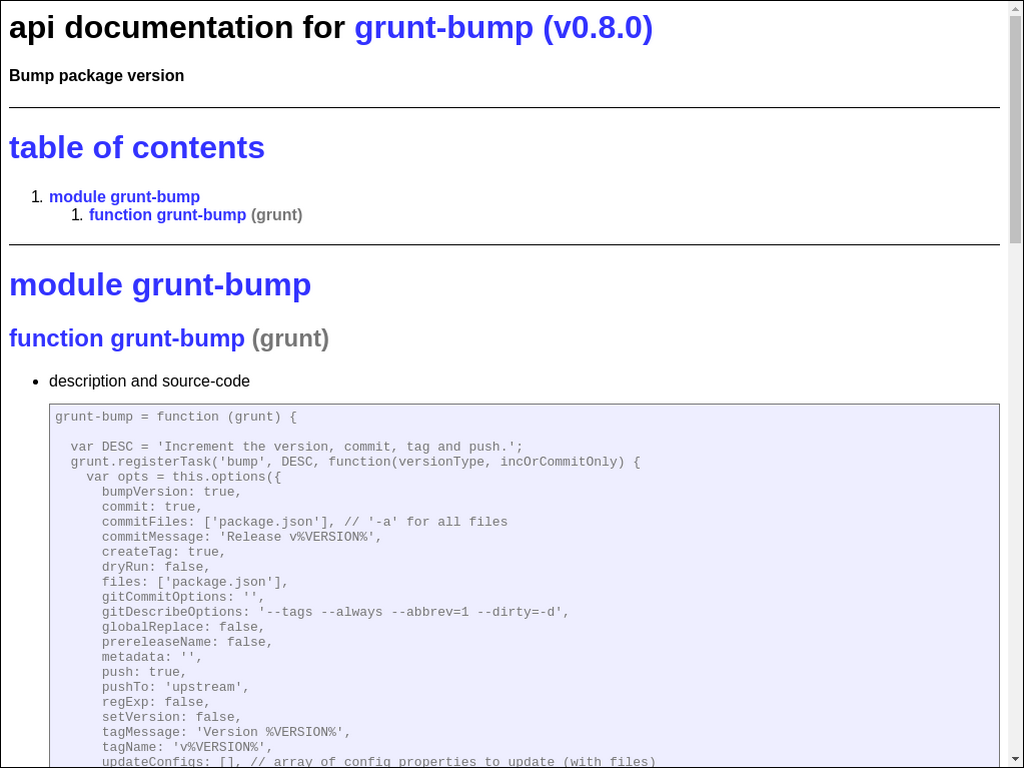 api documentation for grunt-bump (v0.8.0)
Bump package version
table of contents
1. module grunt-bump
1. function grunt-bump (grunt)
module grunt-bump
function grunt-bump (grunt)
• description and source-code
grunt-bump = function (grunt) {
  var DESC = 'Increment the version, commit, tag and push.';
  grunt.registerTask('bump', DESC, function(versionType, incOrCommitOnly) {
    var opts = this.options({
      bumpVersion: true,
      commit: true,
      commitFiles: ['package.json'], // '-a' for all files
      commitMessage: 'Release v%VERSION%',
      createTag: true,
      dryRun: false,
      files: ['package.json'],
      gitCommitOptions: '',
      gitDescribeOptions: '--tags --always --abbrev=1 --dirty=-d',
      globalReplace: false,
      prereleaseName: false,
      metadata: '',
      push: true,
      pushTo: 'upstream',
      regExp: false,
      setVersion: false,
      tagMessage: 'Version %VERSION%',
      tagName: 'v%VERSION%',
      updateConfigs: [], // array of config properties to update (with files)